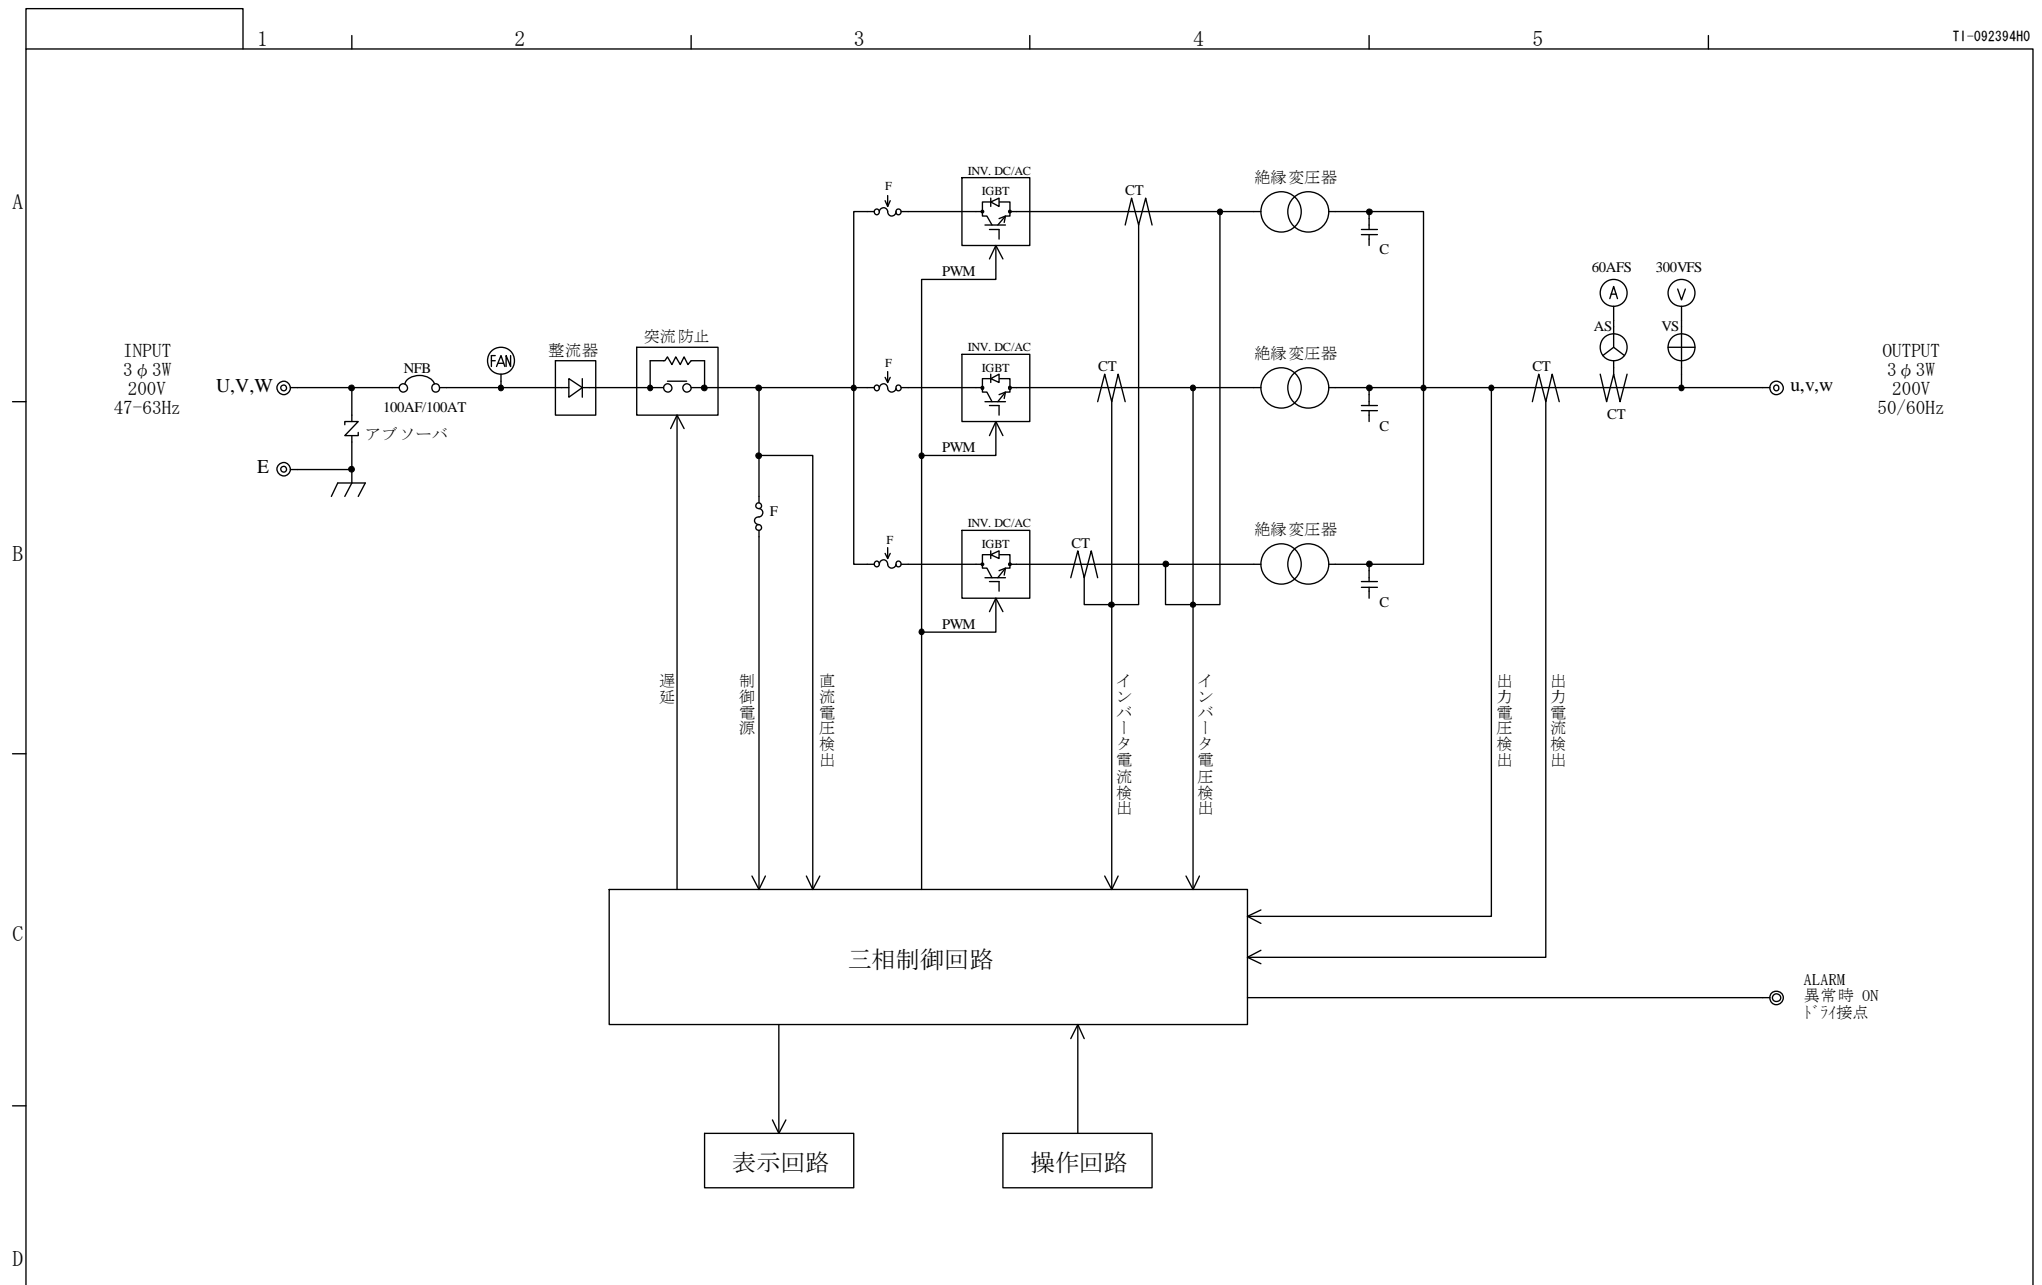 1
2
3
4
5
TI-092394H0
A
INV. DC/AC
F
IGBT
CT
絶縁変圧器
C
PWM
60AFS
300VFS
A
V
AS
VS
INPUT
3φ3W
200V
47-63Hz
U,V,W
NFB
100AF/100AT
FAN
整流器
突流防止
F
INV. DC/AC
IGBT
CT
絶縁変圧器
C
PWM
CT
CT
u,v,w
OUTPUT
3φ3W
200V
50/60Hz
アブソーバ
E
F
B
F
INV. DC/AC
IGBT
CT
絶縁変圧器
C
PWM
遅延
制御電源
直流電圧検出
インバータ電流検出
インバータ電圧検出
出力電圧検出
出力電流検出
C
三相制御回路
ALARM
異常時 ON
ﾄﾞﾗｲ接点
表示回路
操作回路
D